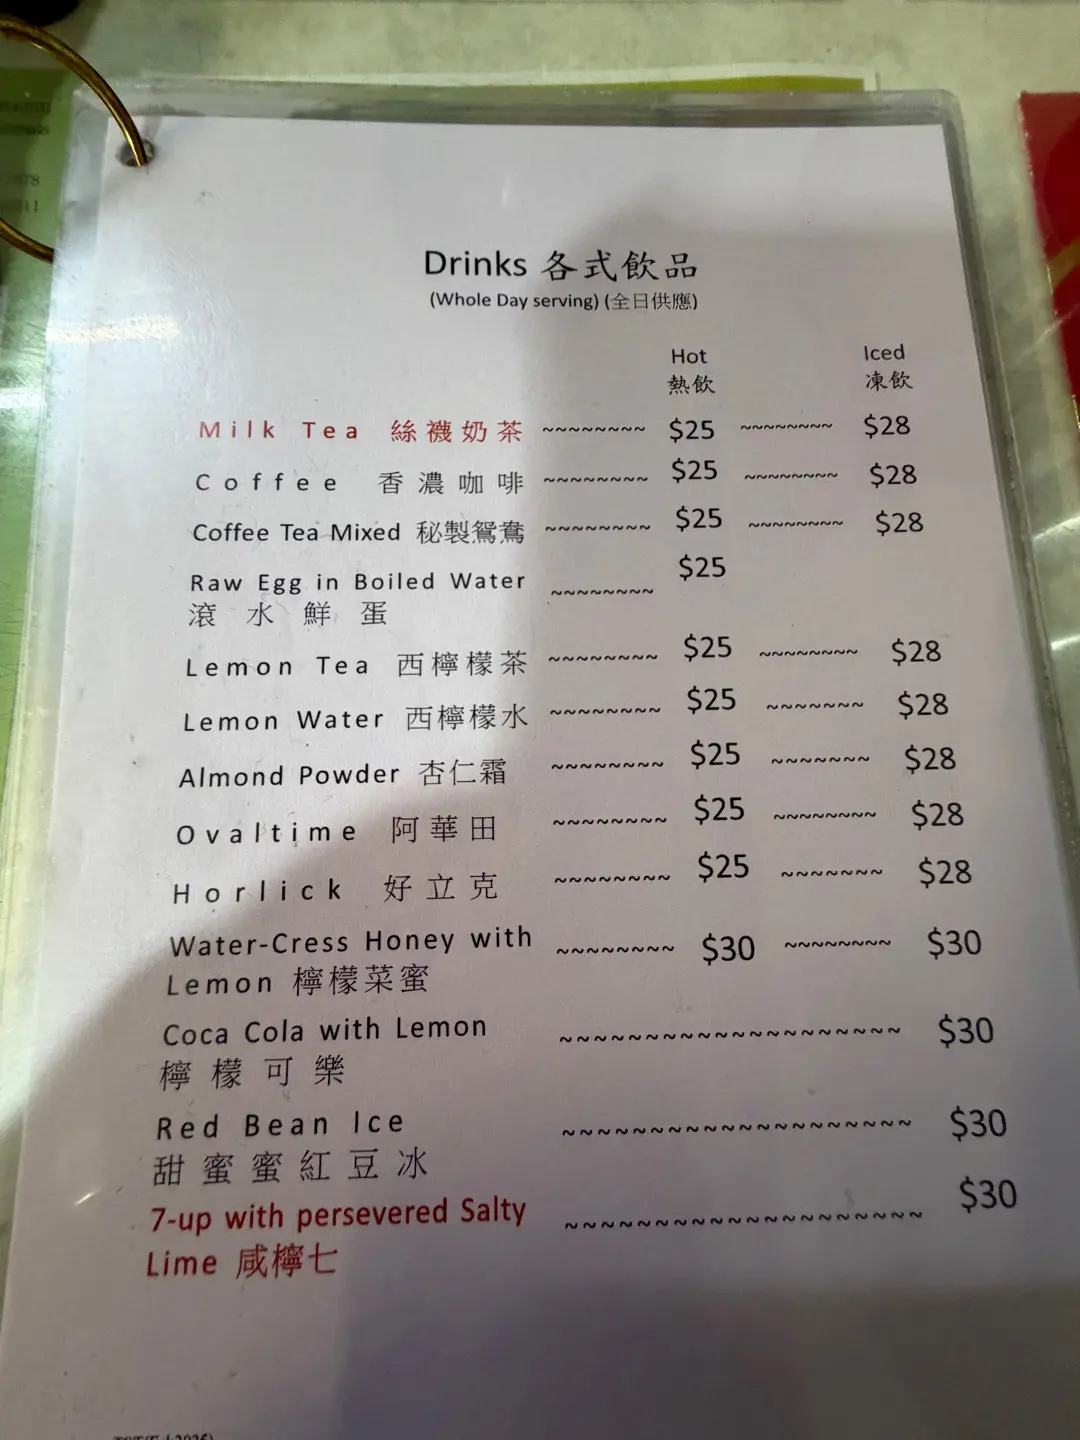 Drinks 各式飲品
(Whole Day serving) (全日供應)
Hot Iced
熱飲 凍飲
Milk Tea 絲襪奶茶 ~~~~~~~~ $25 ~~~~~~~~ $28
Coffee 香濃咖啡 ~~~~~~~~ $25 ~~~~~~~~ $28
Coffee Tea Mixed 秘製鴛鴦 ~~~~~~~~ $25 ~~~~~~~~ $28
Raw Egg in Boiled Water ~~~~~~~~ $25
滾水鮮蛋
Lemon Tea 西檸檬茶 ~~~~~~~~ $25 ~~~~~~~~ $28
Lemon Water 西檸檬水 ~~~~~~~~ $25 ~~~~~~~ $28
Almond Powder 杏仁霜 ~~~~~~~~ $25 ~~~~~~~ $28
Ovaltime 阿華田 ~~~~~~~~ $25 ~~~~~~~~ $28
Horlick 好立克 ~~~~~~~~ $25 ~~~~~~~ $28
Water-Cress Honey with ~~~~~~~~ $30 ~~~~~~~~ $30
Lemon 檸檬菜蜜
Coca Cola with Lemon ~~~~~~~~~~~~~~~~~~~ $30
檸檬可樂
Red Bean Ice ~~~~~~~~~~~~~~~~~~~~ $30
甜蜜蜜紅豆冰
7-up with persevered Salty ~~~~~~~~~~~~~~~~~~~~ $30
Lime 咸檸七